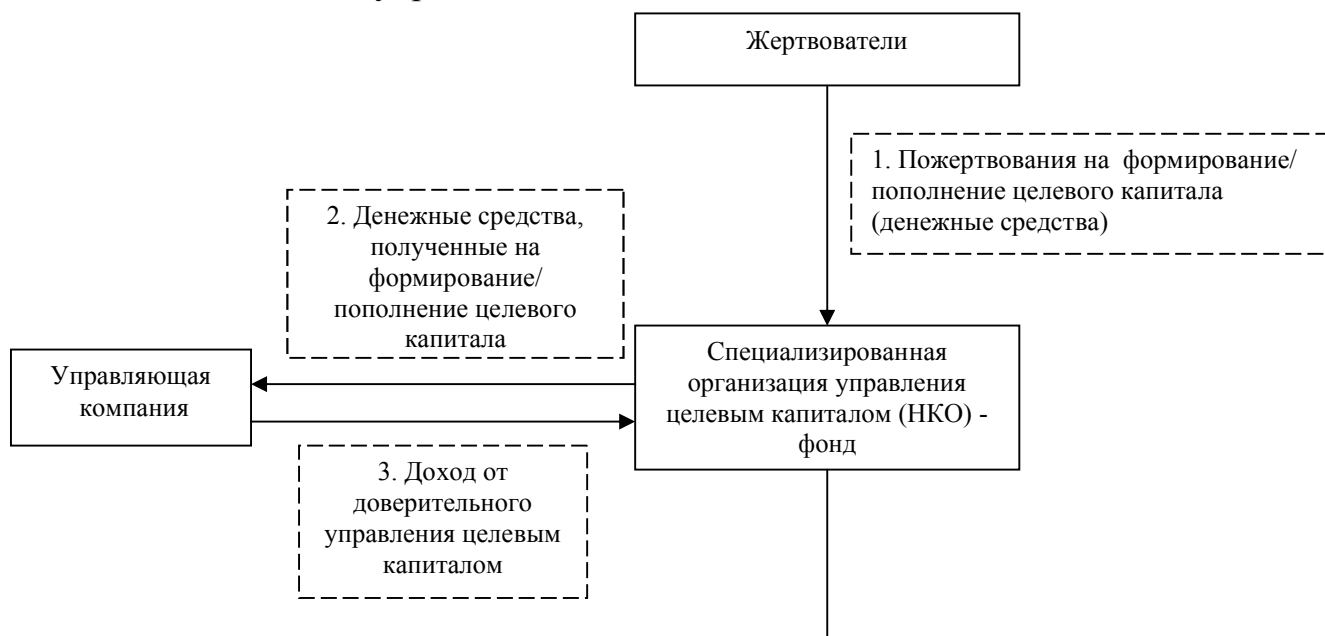 Жертвователи
1. Пожертвования на формирование/
пополнение целевого капитала
(денежные средства)
2. Денежные средства,
полученные на
формирование/
пополнение целевого
капитала
Управляющая
компания
Специализированная
организация управления
целевым капиталом (НКО) -
фонд
3. Доход от
доверительного
управления целевым
капиталом